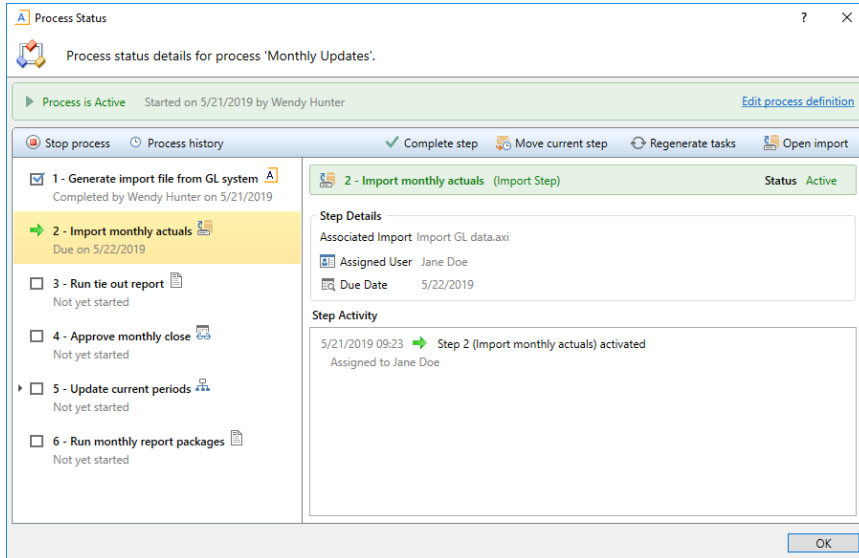 A Process Status ? X
Process status details for process 'Monthly Updates'.
Process is Active Started on 5/21/2019 by Wendy Hunter Edit process definition
Stop process Process history Complete step Move current step Regenerate tasks Open import
1 - Generate import file from GL system A
Completed by Wendy Hunter on 5/21/2019
2 - Import monthly actuals
Due on 5/22/2019
3 - Run tie out report
Not yet started
4 - Approve monthly close
Not yet started
5 - Update current periods
Not yet started
6 - Run monthly report packages
Not yet started
2 - Import monthly actuals (Import Step) Status Active
Step Details
Associated Import Import GL data.axi
Assigned User Jane Doe
Due Date 5/22/2019
Step Activity
5/21/2019 09:23 Step 2 (Import monthly actuals) activated
Assigned to Jane Doe
OK